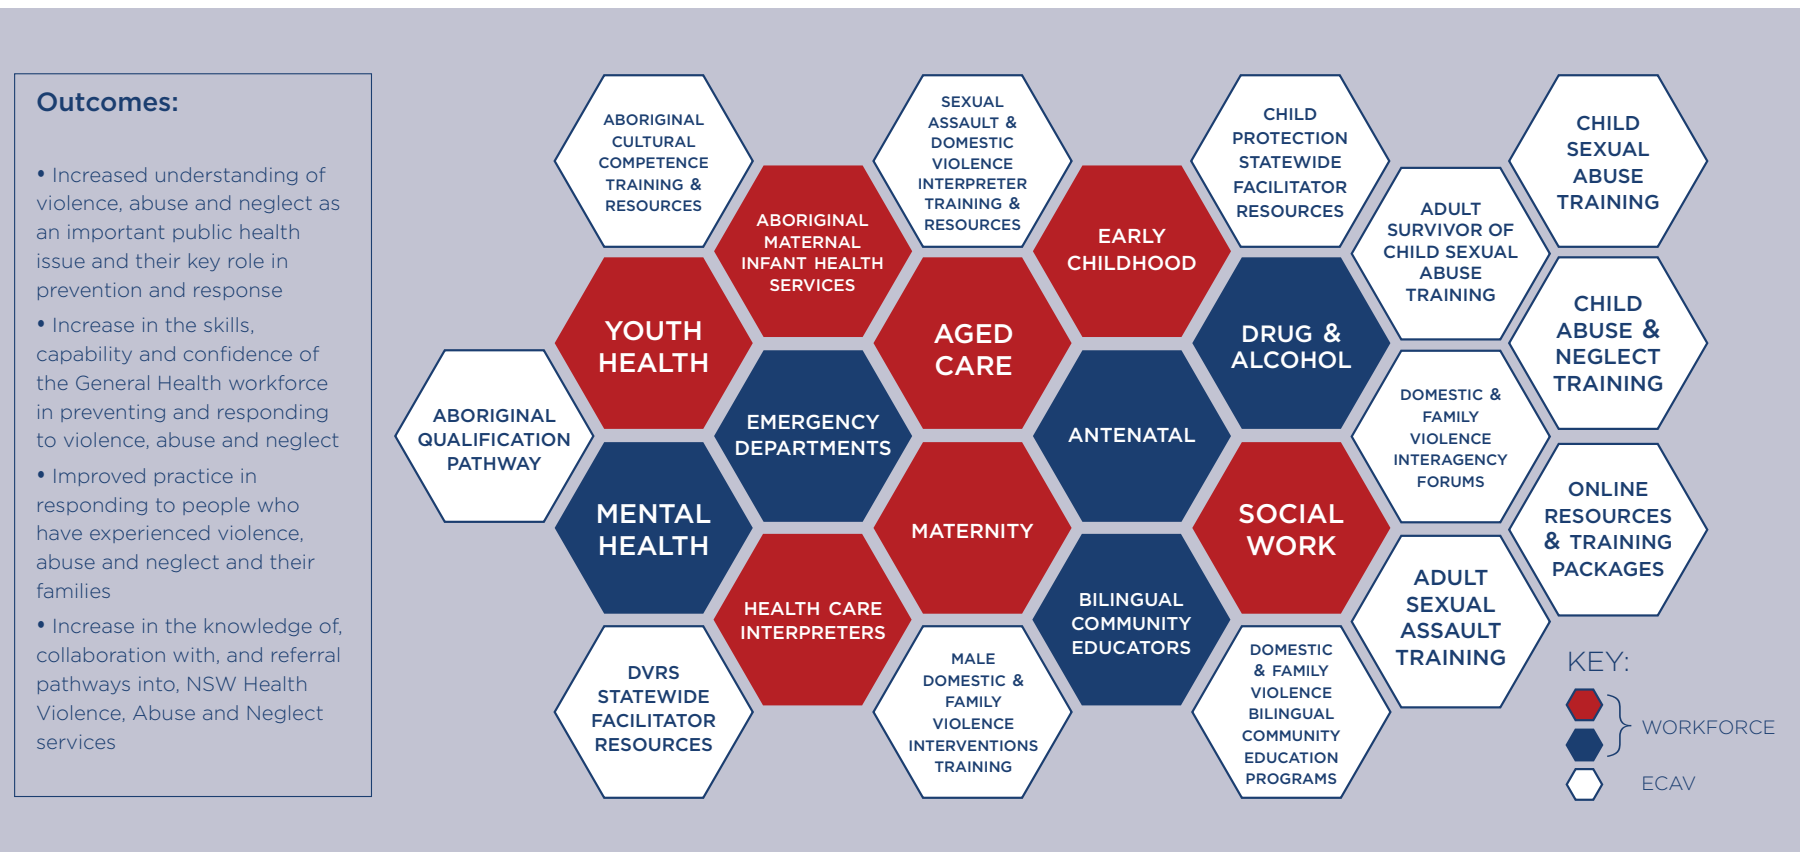 Outcomes:
• Increased understanding of
violence, abuse and neglect as
an important public health
issue and their key role in
prevention and response
• Increase in the skills,
capability and confidence of
the General Health workforce
in preventing and responding
to violence, abuse and neglect
• Improved practice in
responding to people who
have experienced violence,
abuse and neglect and their
families
• Increase in the knowledge of,
collaboration with, and referral
pathways into, NSW Health
Violence, Abuse and Neglect
services
ABORIGINAL
CULTURAL
COMPETENCE
TRAINING &
RESOURCES
SEXUAL
ASSAULT &
DOMESTIC
VIOLENCE
INTERPRETER
TRAINING &
RESOURCES
CHILD
PROTECTION
STATEWIDE
FACILITATOR
RESOURCES
CHILD
SEXUAL
ABUSE
TRAINING
ABORIGINAL
MATERNAL
INFANT HEALTH
SERVICES
EARLY
CHILDHOOD
ADULT
SURVIVOR OF
CHILD SEXUAL
ABUSE
TRAINING
YOUTH
HEALTH
AGED
CARE
DRUG &
ALCOHOL
CHILD
ABUSE &
NEGLECT
TRAINING
ABORIGINAL
QUALIFICATION
PATHWAY
EMERGENCY
DEPARTMENTS
ANTENATAL
DOMESTIC &
FAMILY
VIOLENCE
INTERAGENCY
FORUMS
MENTAL
HEALTH
MATERNITY
SOCIAL
WORK
ONLINE
RESOURCES
& TRAINING
PACKAGES
HEALTH CARE
INTERPRETERS
BILINGUAL
COMMUNITY
EDUCATORS
ADULT
SEXUAL
ASSAULT
TRAINING
DVRS
STATEWIDE
FACILITATOR
RESOURCES
MALE
DOMESTIC &
FAMILY
VIOLENCE
INTERVENTIONS
TRAINING
DOMESTIC
& FAMILY
VIOLENCE
BILINGUAL
COMMUNITY
EDUCATION
PROGRAMS
KEY:
WORKFORCE
ECAV